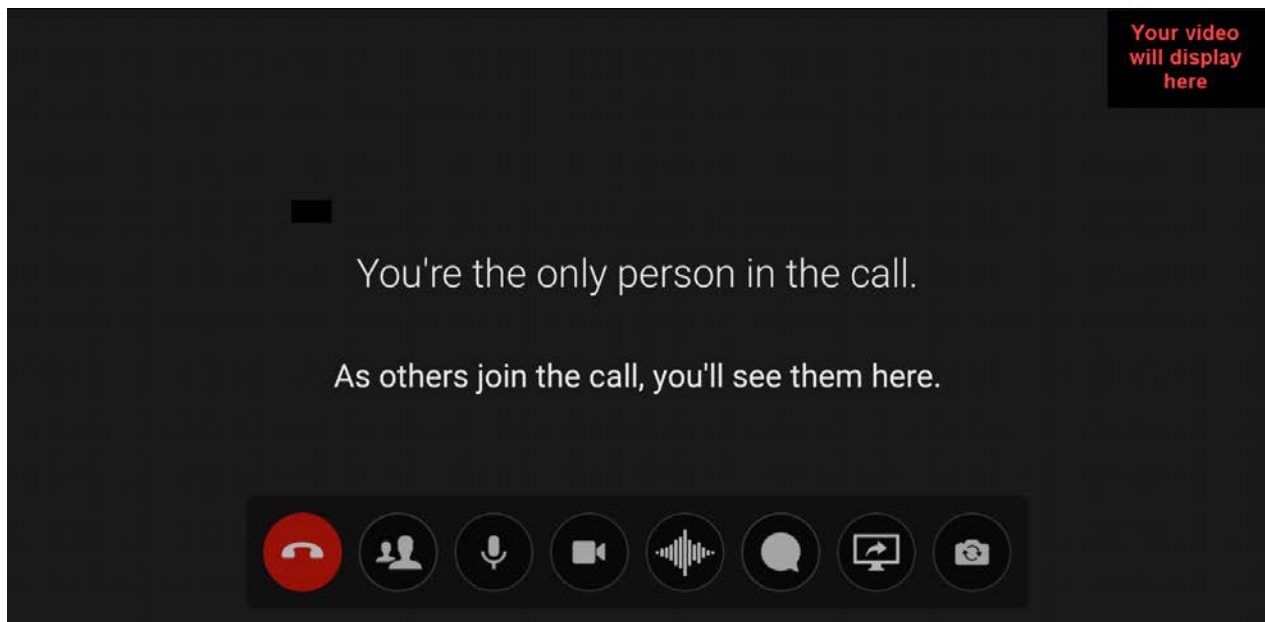 Your video
will display
here
You're the only person in the call.
As others join the call, you'll see them here.